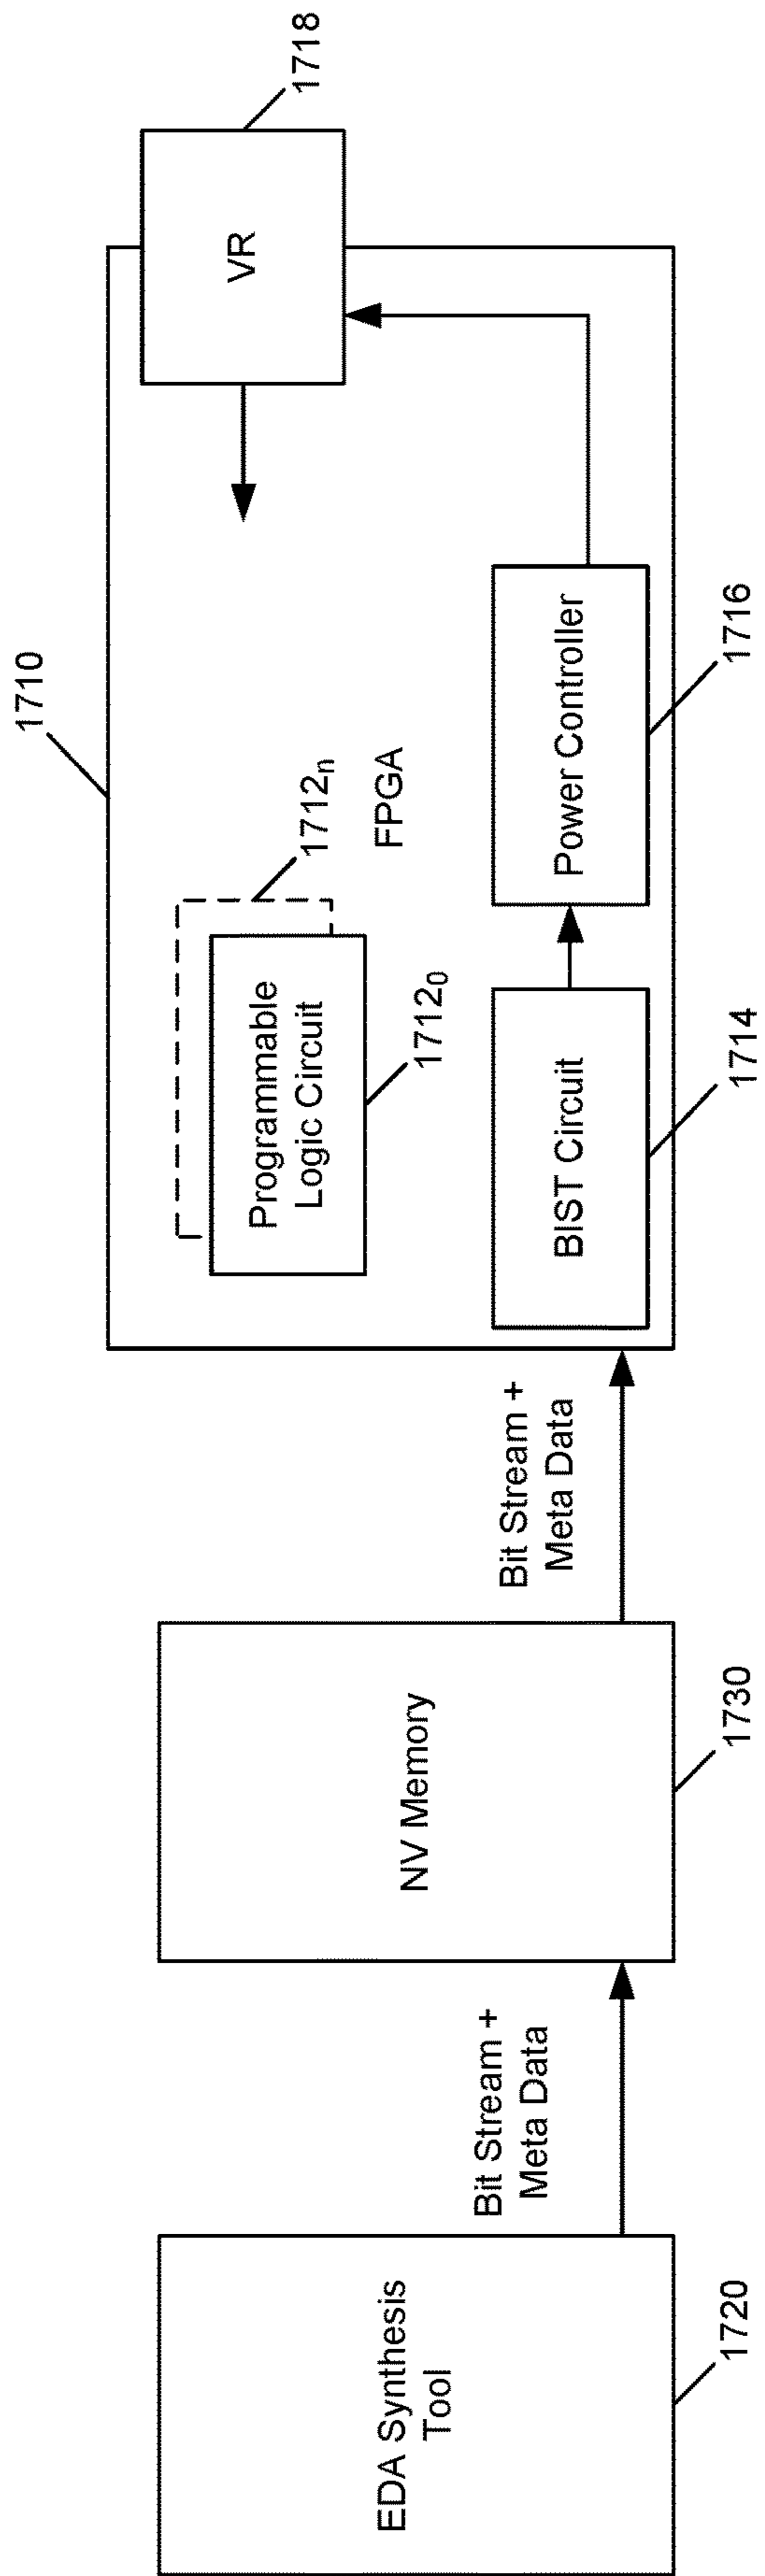 EDA Synthesis
Tool
1720
Bit Stream +
Meta Data
NV Memory
1730
Bit Stream +
Meta Data
1710
Programmable
Logic Circuit
1712n
17120
FPGA
BIST Circuit
1714
Power Controller
1716
VR
1718